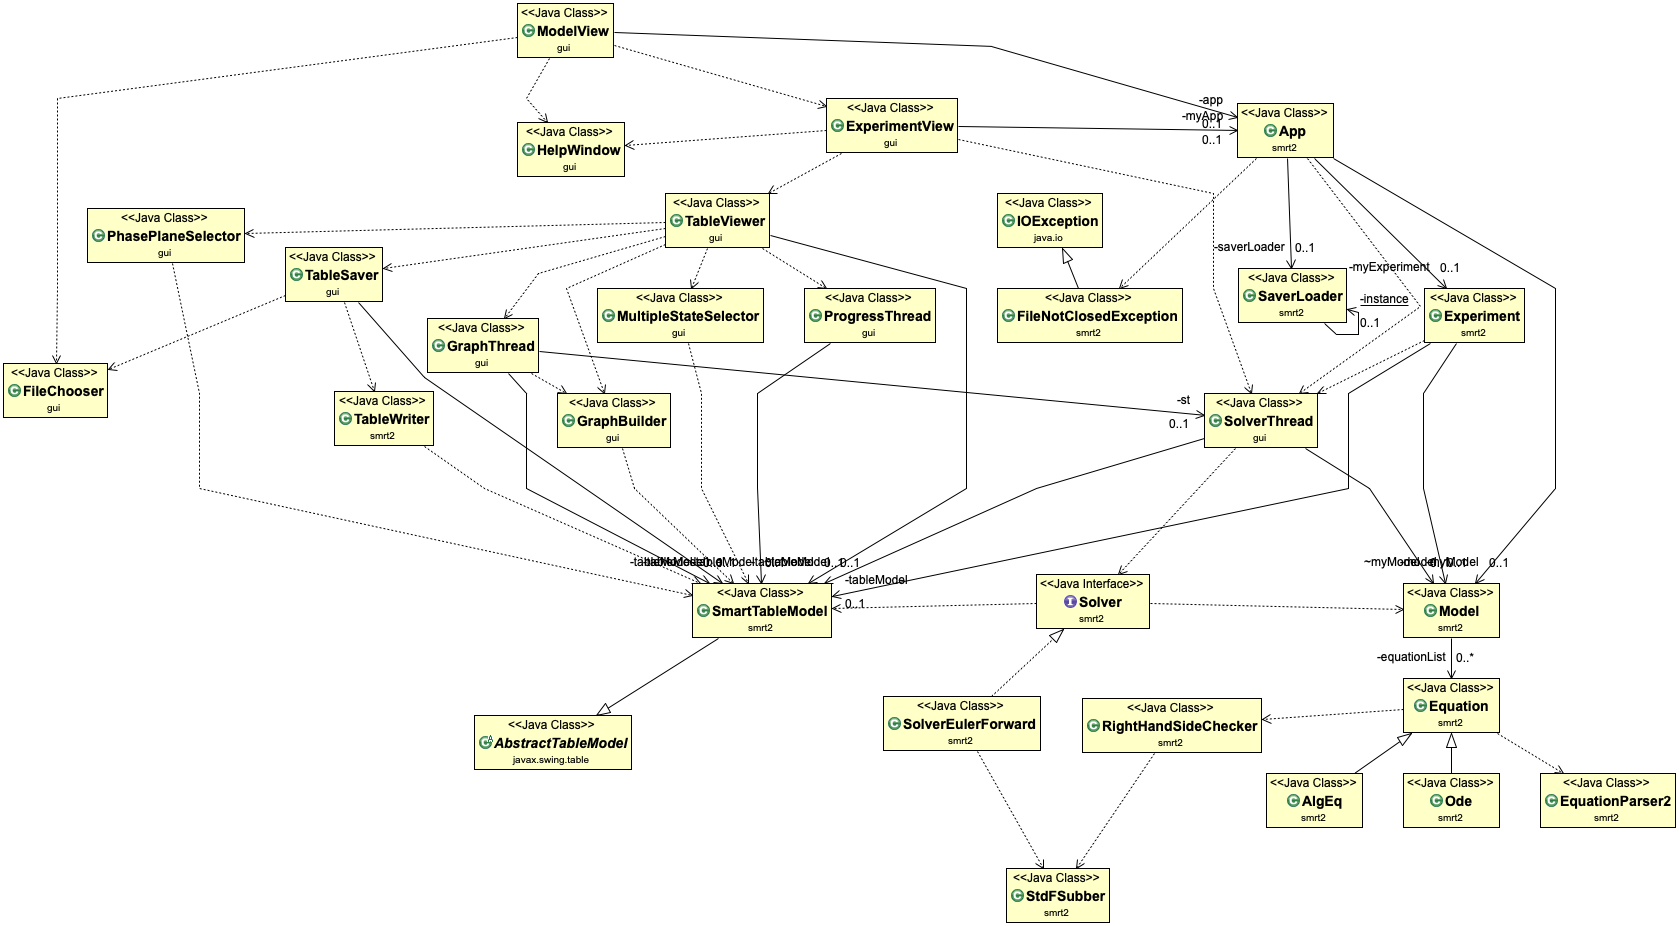 <<Java Class>>
ModelView
gui
<<Java Class>>
ExperimentView
gui
-app
-myApp
0..1
0..1
<<Java Class>>
App
smrt2
<<Java Class>>
HelpWindow
gui
<<Java Class>>
TableViewer
gui
<<Java Class>>
IOException
java.io
<<Java Class>>
PhasePlaneSelector
gui
<<Java Class>>
TableSaver
gui
-saverLoader
0..1
-myExperiment
0..1
<<Java Class>>
SaverLoader
smrt2
-instance
0..1
<<Java Class>>
MultipleStateSelector
gui
<<Java Class>>
ProgressThread
gui
<<Java Class>>
FileNotClosedException
smrt2
<<Java Class>>
Experiment
smrt2
<<Java Class>>
GraphThread
gui
<<Java Class>>
FileChooser
gui
<<Java Class>>
TableWriter
smrt2
<<Java Class>>
GraphBuilder
gui
-st
0..1
<<Java Class>>
SolverThread
gui
0..1
-tableModel
0..1
0..1
<<Java Class>>
SmartTableModel
smrt2
<<Java Interface>>
Solver
smrt2
<<Java Class>>
Model
smrt2
-equationList
0..*
<<Java Class>>
Equation
smrt2
<<Java Class>>
AbstractTableModel
javax.swing.table
<<Java Class>>
SolverEulerForward
smrt2
<<Java Class>>
RightHandSideChecker
smrt2
<<Java Class>>
AlgEq
smrt2
<<Java Class>>
Ode
smrt2
<<Java Class>>
EquationParser2
smrt2
<<Java Class>>
StdFSubber
smrt2